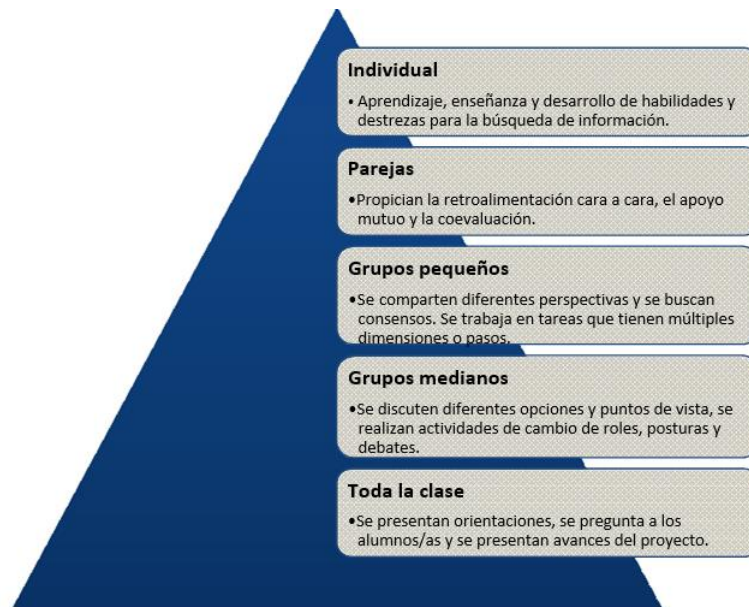 Individual
• Aprendizaje, enseñanza y desarrollo de habilidades y
destrezas para la búsqueda de información.
Parejas
•Propician la retroalimentación cara a cara, el apoyo
mutuo y la coevaluación.
Grupos pequeños
•Se comparten diferentes perspectivas y se buscan
consensos. Se trabaja en tareas que tienen múltiples
dimensiones o pasos.
Grupos medianos
•Se discuten diferentes opciones y puntos de vista, se
realizan actividades de cambio de roles, posturas y
debates.
Toda la clase
•Se presentan orientaciones, se pregunta a los
alumnos/as y se presentan avances del proyecto.